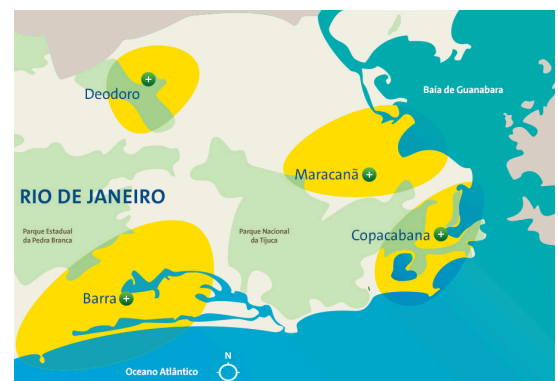 Deodoro
Baía de Guanabara
Maracanã
RIO DE JANEIRO
Parque Estadual
da Pedra Branca
Parque Nacional
da Tijuca
Copacabana
Barra
Oceano Atlântico
N